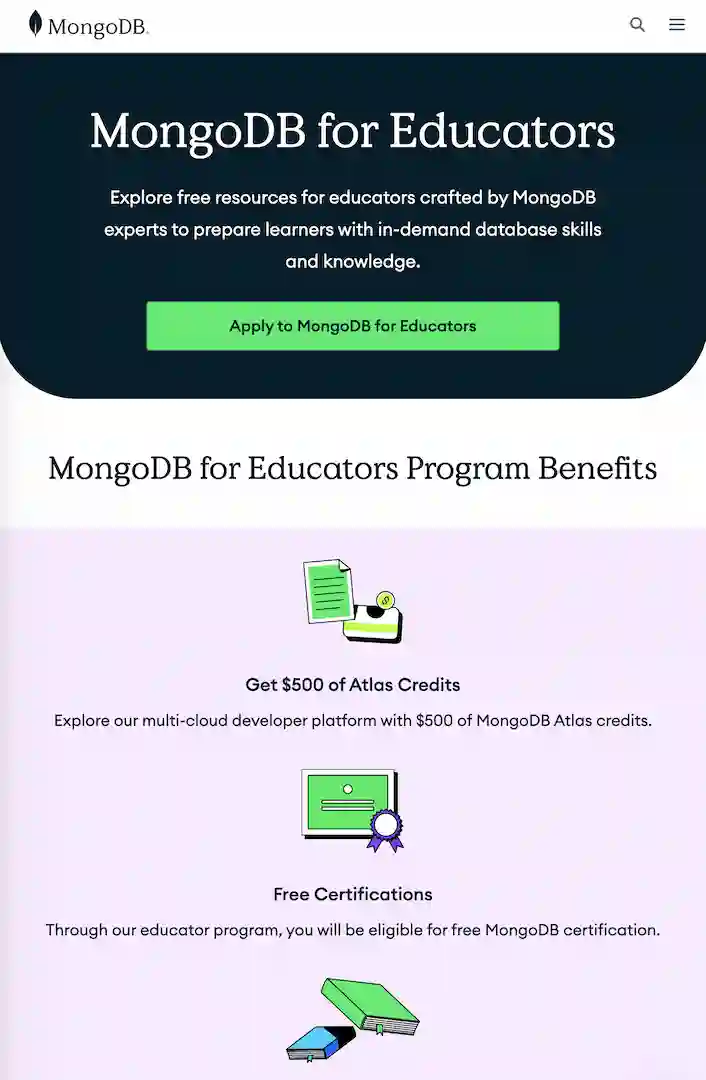 MongoDB.
MongoDB for Educators
Explore free resources for educators crafted by MongoDB
experts to prepare learners with in-demand database skills
and knowledge.
Apply to MongoDB for Educators
MongoDB for Educators Program Benefits
$
Get $500 of Atlas Credits
Explore our multi-cloud developer platform with $500 of MongoDB Atlas credits.
Free Certifications
Through our educator program, you will be eligible for free MongoDB certification.